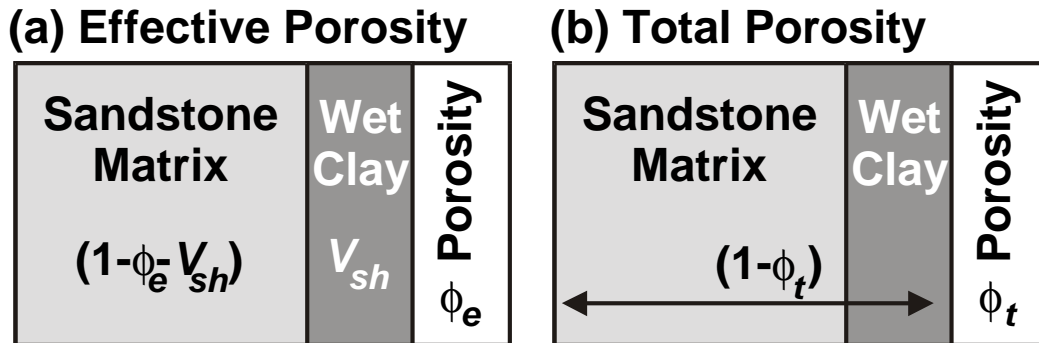 (a) Effective Porosity
Sandstone
Matrix
(1-ϕe-Vsh)
Wet
Clay
Vsh
ϕe Porosity
(b) Total Porosity
Sandstone
Matrix
(1-ϕt)
Wet
Clay
ϕt Porosity